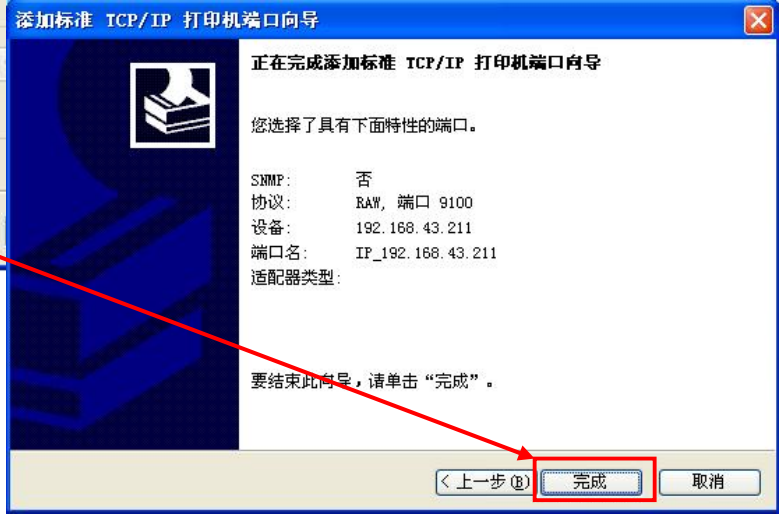 添加标准 TCP/IP 打印机端口向导
正在完成添加标准 TCP/IP 打印机端口向导
您选择了具有下面特性的端口。
SNMP: 否
协议: RAW, 端口 9100
设备: 192.168.43.211
端口名: IP_192.168.43.211
适配器类型:
要结束此向导,请单击“完成”。
< 上一步(B) 完成 取消